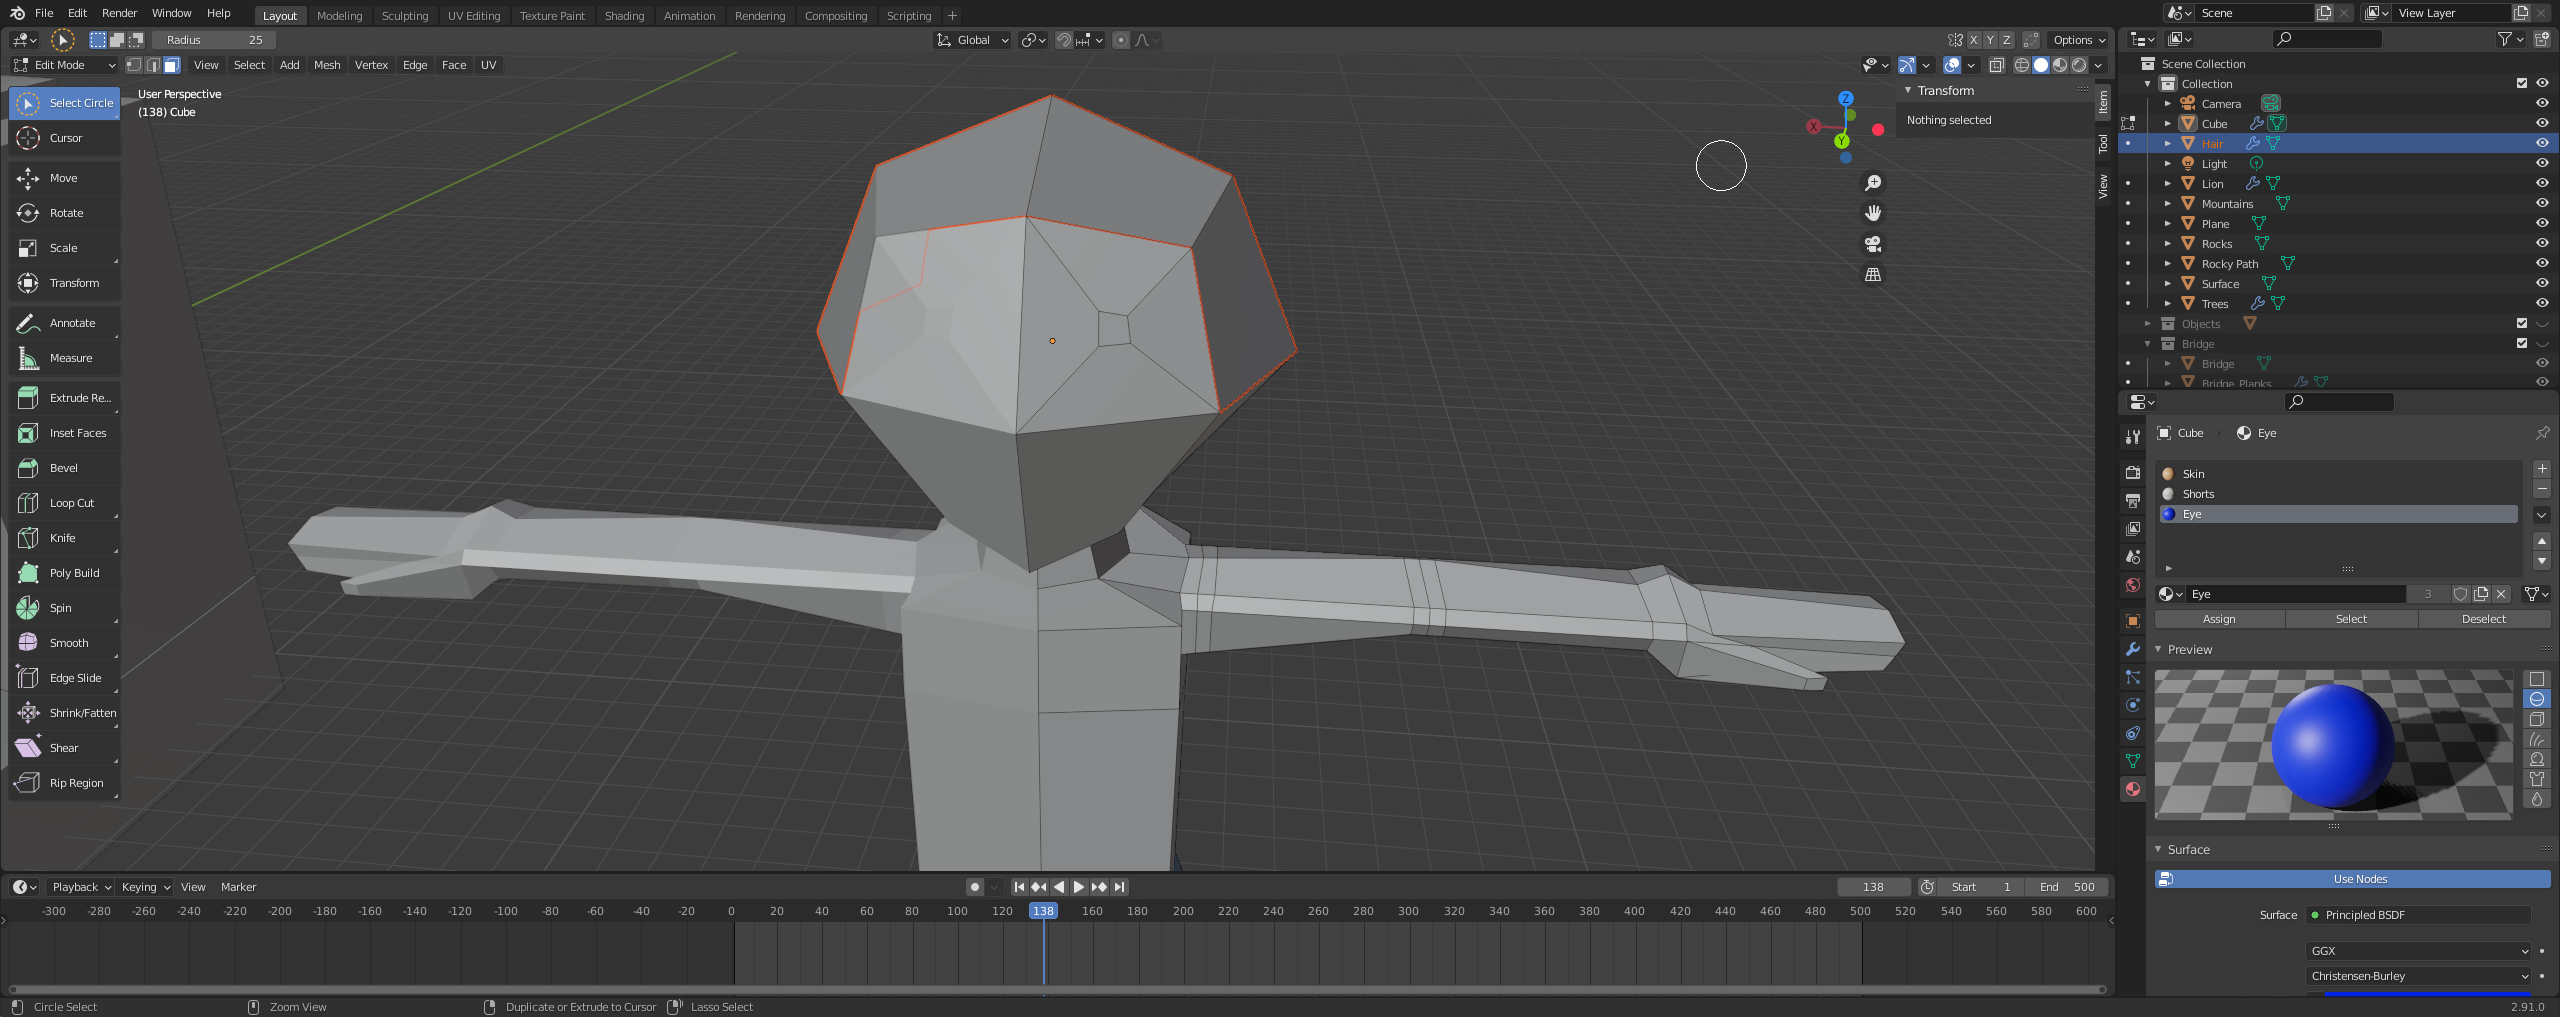 File Edit Render Window Help Layout Modeling Sculpting UV Editing Texture Paint Shading Animation Rendering Compositing Scripting + Scene View Layer
Radius 25 Global X Y Z Options
Edit Mode View Select Add Mesh Vertex Edge Face UV
User Perspective
(138) Cube
Select Circle
Cursor
Move
Rotate
Scale
Transform
Annotate
Measure
Extrude Re...
Inset Faces
Bevel
Loop Cut
Knife
Poly Build
Spin
Smooth
Edge Slide
Shrink/Fatten
Shear
Rip Region
Z
X
Y
Transform
Nothing selected
Item
Tool
View
Scene Collection
Collection
Camera
Cube
Hair
Light
Lion
Mountains
Plane
Rocks
Rocky Path
Surface
Trees
Objects
Bridge
Bridge
Bridge Planks
Cube Eye
Skin
Shorts
Eye
Eye 3
Assign Select Deselect
Preview
Surface
Use Nodes
Surface Principled BSDF
GGX
Christensen-Burley
Playback Keying View Marker 138 Start 1 End 500
-300 -280 -260 -240 -220 -200 -180 -160 -140 -120 -100 -80 -60 -40 -20 0 20 40 60 80 100 120 138 160 180 200 220 240 260 280 300 320 340 360 380 400 420 440 460 480 500 520 540 560 580 600
Circle Select Zoom View Duplicate or Extrude to Cursor Lasso Select 2.91.0